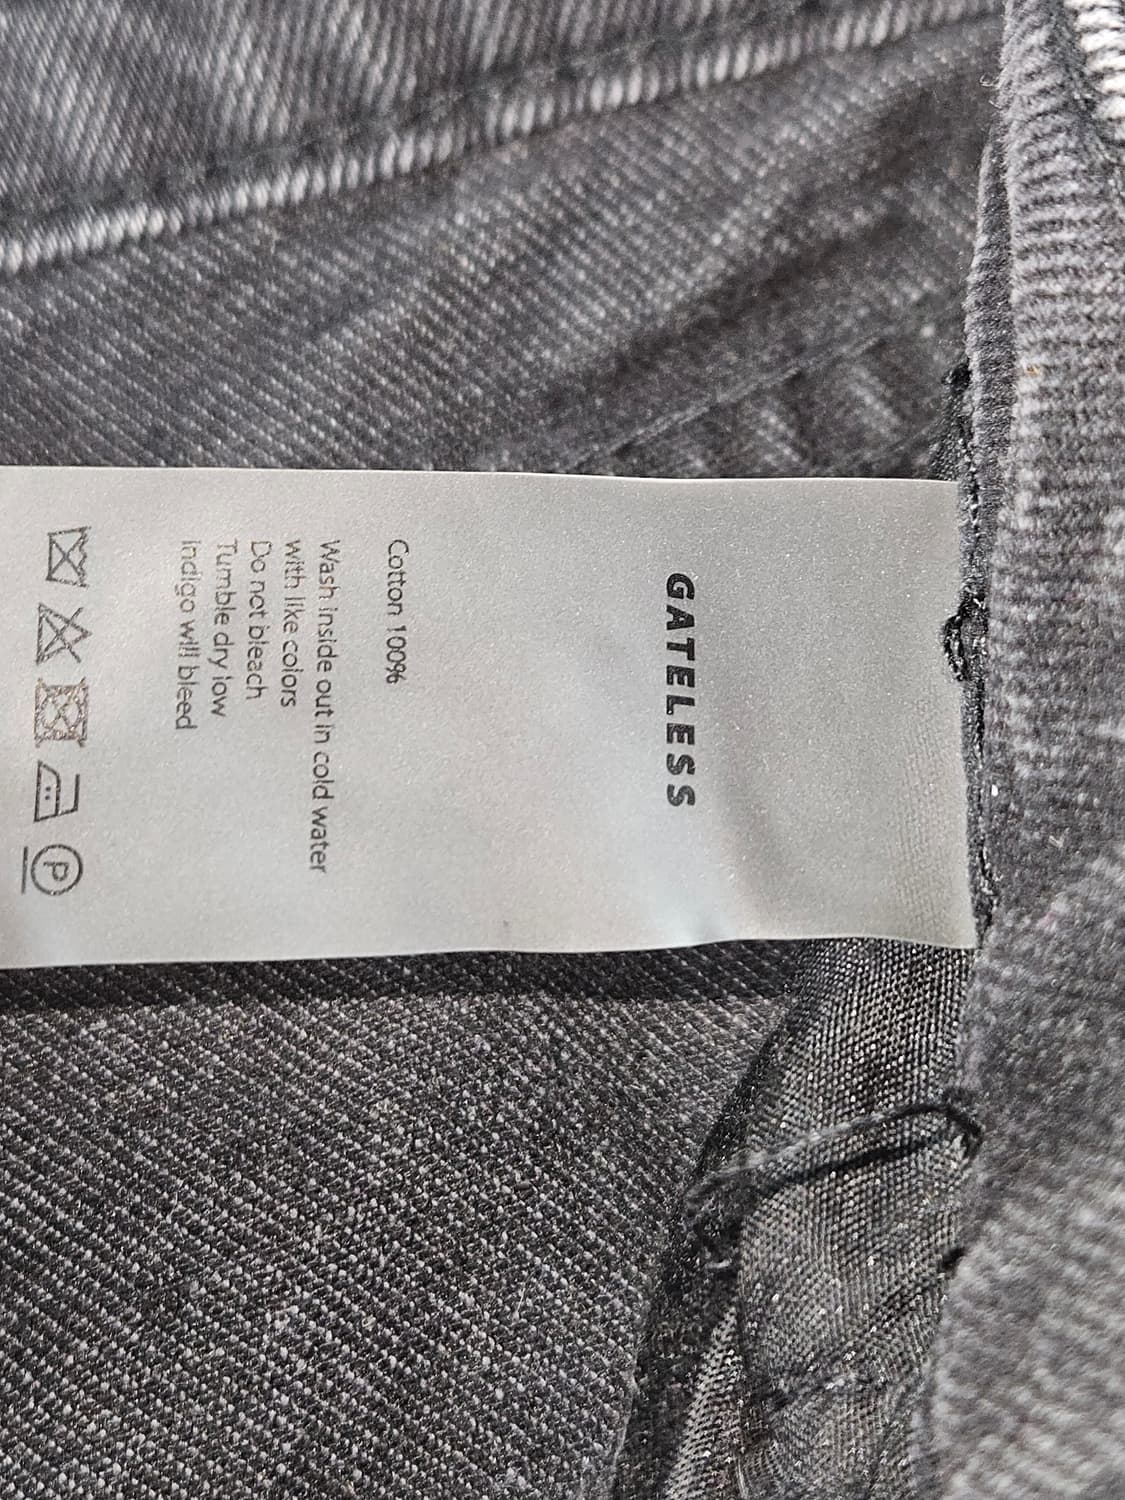 GATELESS
Cotton 100%
Wash inside out in cold water
with like colors
Do not bleach
Tumble dry low
Indigo will bleed
P